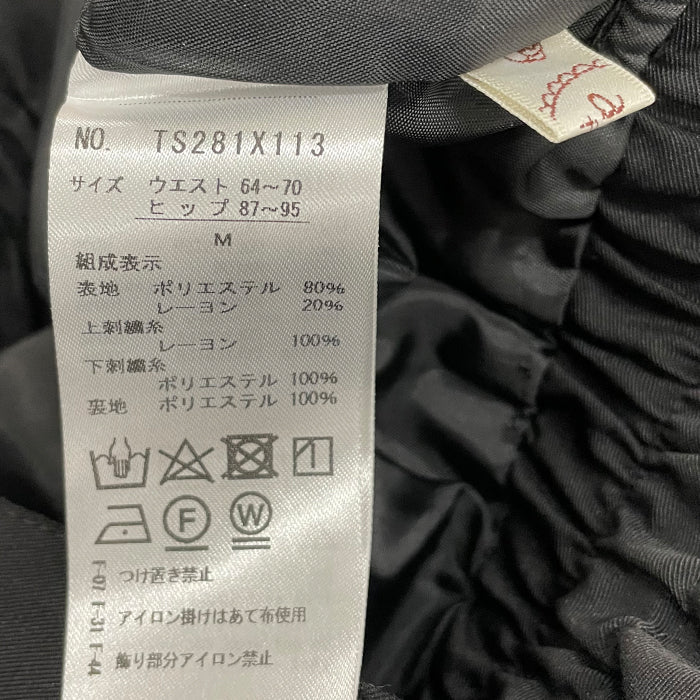 NO. TS281X113
サイズ ウエスト 64～70
ヒップ 87～95
M
組成表示
表地 ポリエステル 80%
レーヨン 20%
上刺繍糸
レーヨン 100%
下刺繍糸
ポリエステル 100%
裏地 ポリエステル 100%
F
W
つけ置き禁止
アイロン掛けはあて布使用
飾り部分アイロン禁止
F-07 F-31 F-44